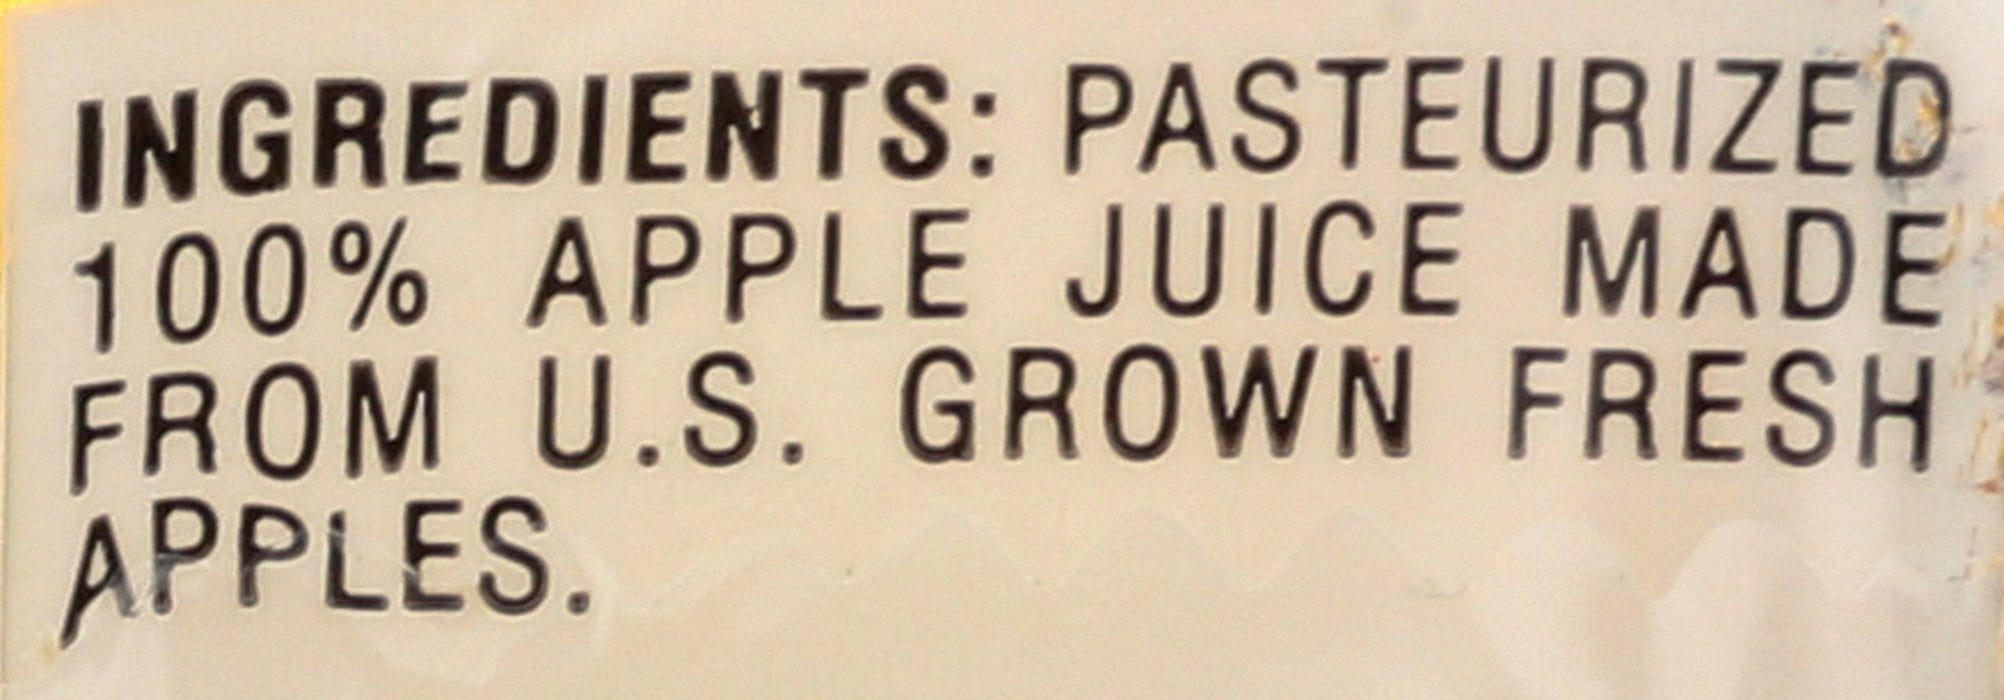 INGREDIENTS: PASTEURIZED
100% APPLE JUICE MADE
FROM U.S. GROWN FRESH
APPLES.